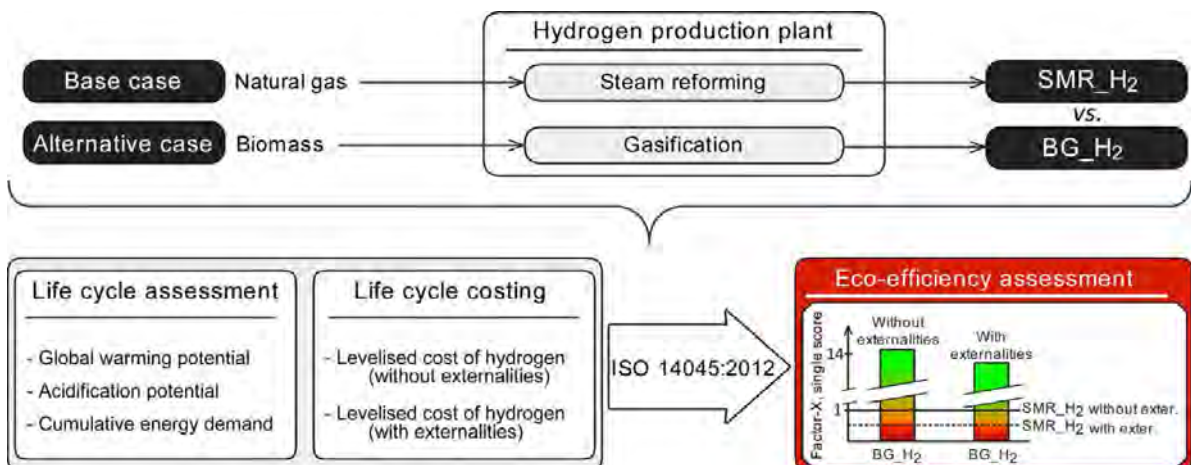 Hydrogen production plant
Base case
Natural gas
Steam reforming
SMR_H2
vs.
Alternative case
Biomass
Gasification
BG_H2
Life cycle assessment
- Global warming potential
- Acidification potential
- Cumulative energy demand
Life cycle costing
- Levelised cost of hydrogen
(without externalities)
- Levelised cost of hydrogen
(with externalities)
ISO 14045:2012
Eco-efficiency assessment
Factor-X, single score
14
1
Without
externalities
With
externalities
SMR_H2 without exter.
SMR_H2 with exter.
BG_H2
BG_H2